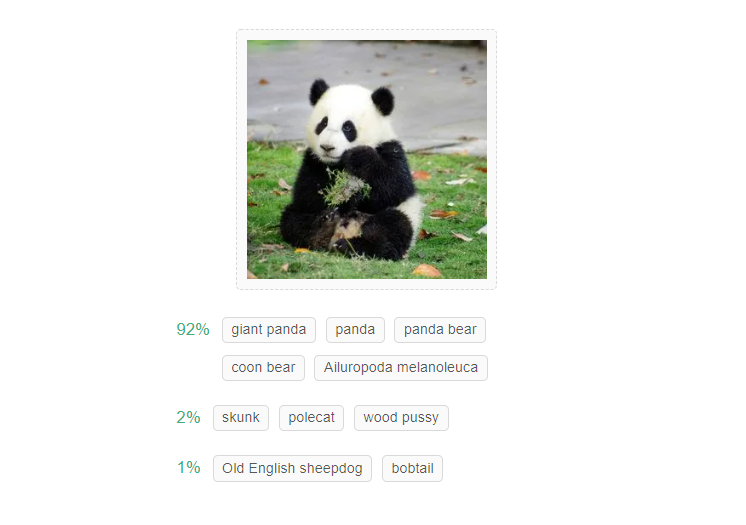 92% giant panda panda panda bear
coon bear Ailuropoda melanoleuca
2% skunk polecat wood pussy
1% Old English sheepdog bobtail